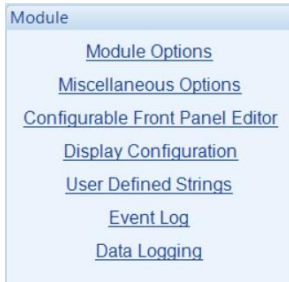 Module
Module Options
Miscellaneous Options
Configurable Front Panel Editor
Display Configuration
User Defined Strings
Event Log
Data Logging